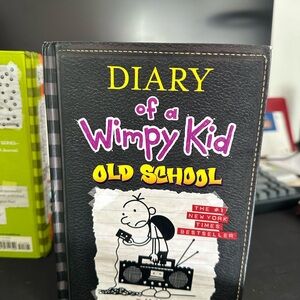 DIARY
of a
Wimpy Kid
OLD SCHOOL
THE #1
NEW YORK
TIMES
BESTSELLER